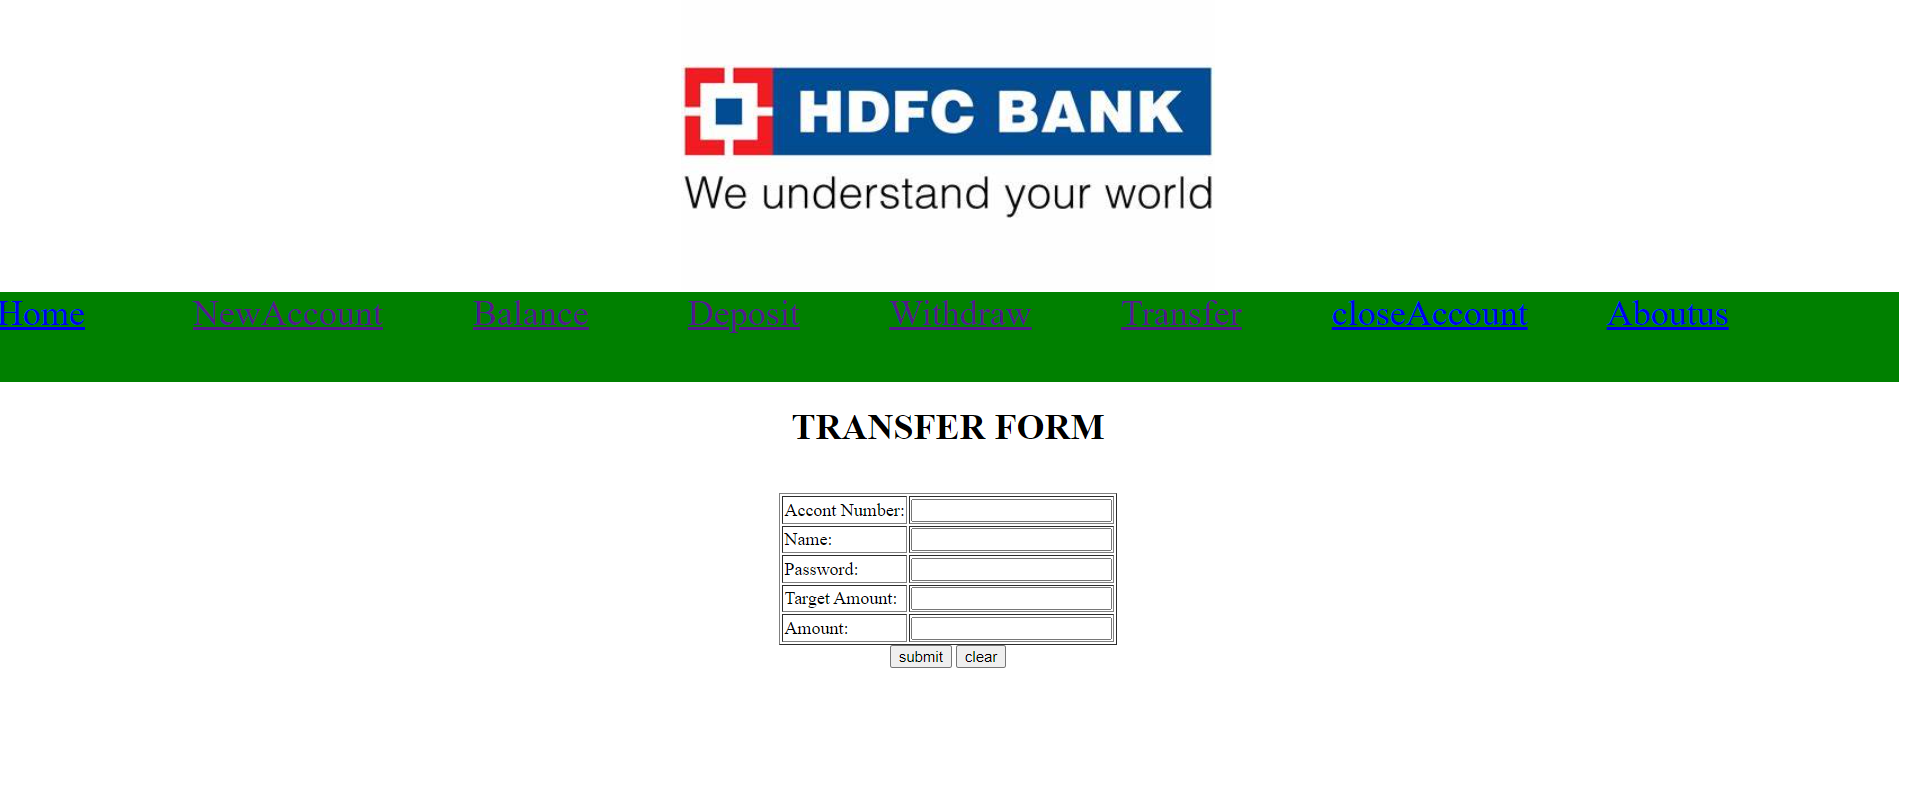 HDFC BANK
We understand your world
Home NewAccount Balance Deposit Withdraw Transfer closeAccount Aboutus
TRANSFER FORM
Accont Number:
Name:
Password:
Target Amount:
Amount:
submit clear